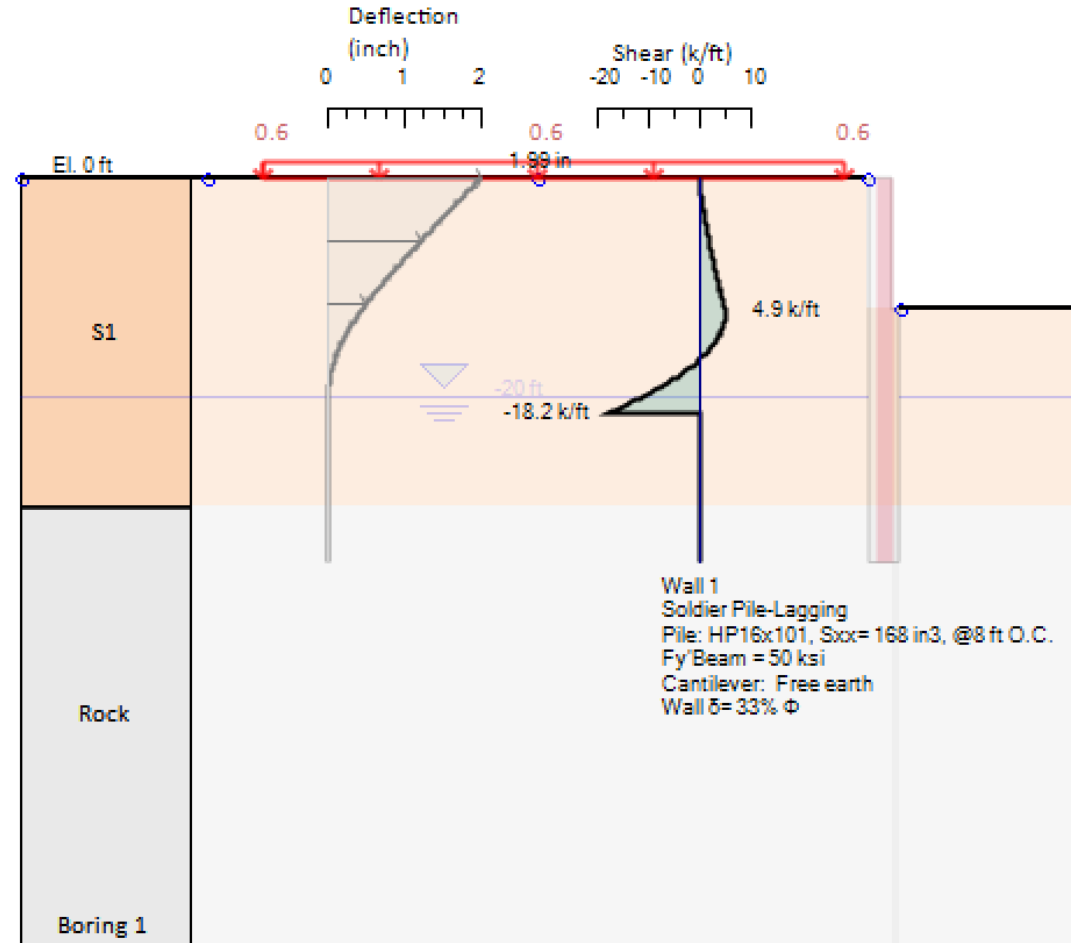 Deflection
(inch)
0 1 2
Shear (k/ft)
-20 -10 0 10
0.6 0.6 0.6
El. 0 ft
1.99 in
S1
4.9 k/ft
-20 ft
-18.2 k/ft
Wall 1
Soldier Pile-Lagging
Pile: HP16x101, Sxx= 168 in3, @8 ft O.C.
Fy'Beam = 50 ksi
Cantilever: Free earth
Wall δ= 33% Φ
Rock
Boring 1